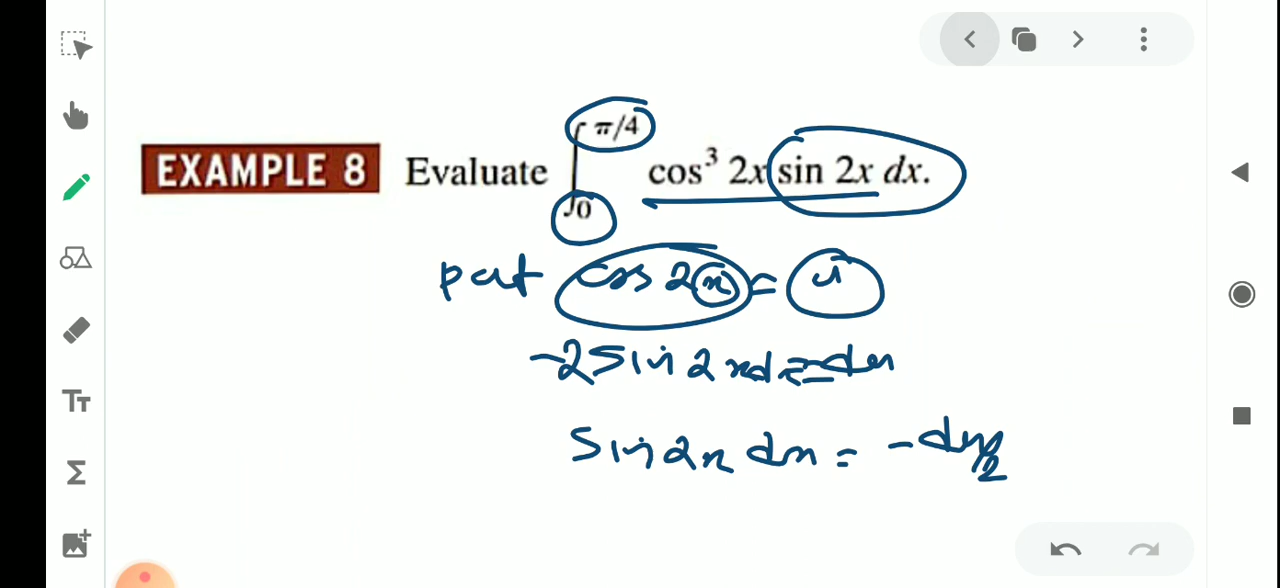 EXAMPLE 8 Evaluate ∫₀^π/4 cos³ 2x sin 2x dx.
put cos 2x = u
-2 sin 2x dx = du
sin 2x dx = -du/2
Tт
Σ